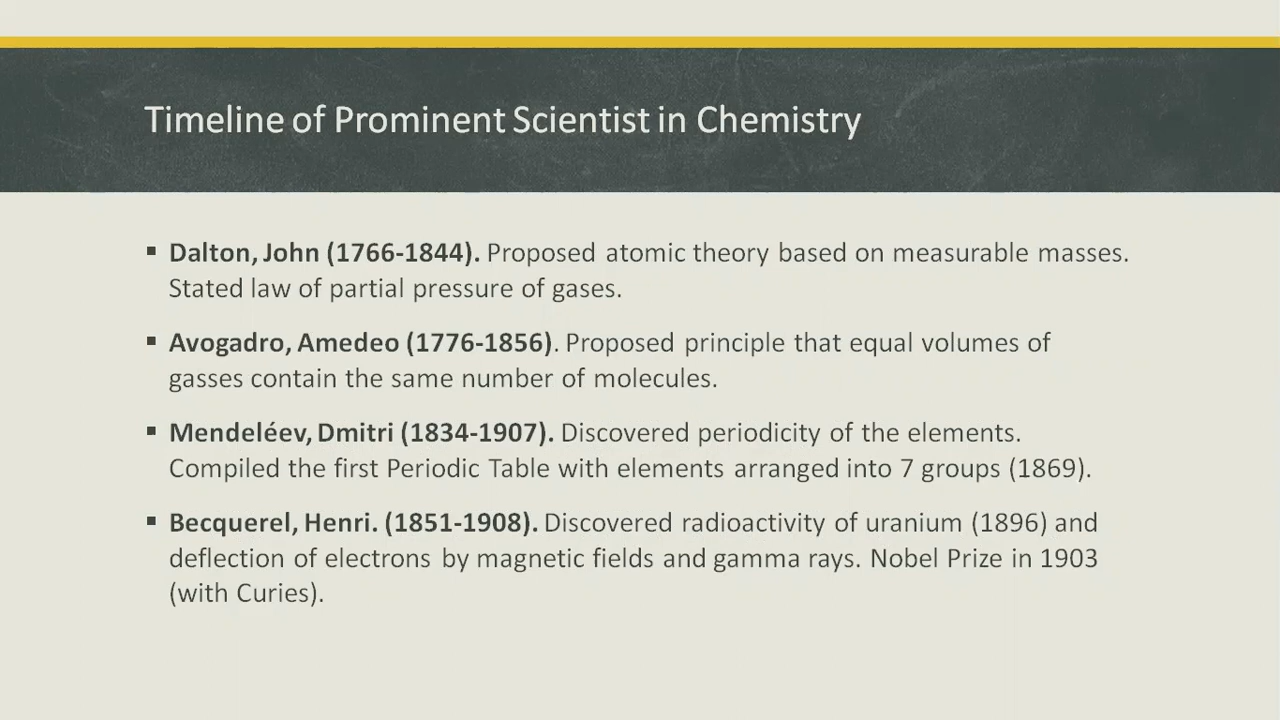 Timeline of Prominent Scientist in Chemistry
▪ Dalton, John (1766-1844). Proposed atomic theory based on measurable masses.
Stated law of partial pressure of gases.
▪ Avogadro, Amedeo (1776-1856). Proposed principle that equal volumes of
gasses contain the same number of molecules.
▪ Mendeléev, Dmitri (1834-1907). Discovered periodicity of the elements.
Compiled the first Periodic Table with elements arranged into 7 groups (1869).
▪ Becquerel, Henri. (1851-1908). Discovered radioactivity of uranium (1896) and
deflection of electrons by magnetic fields and gamma rays. Nobel Prize in 1903
(with Curies).